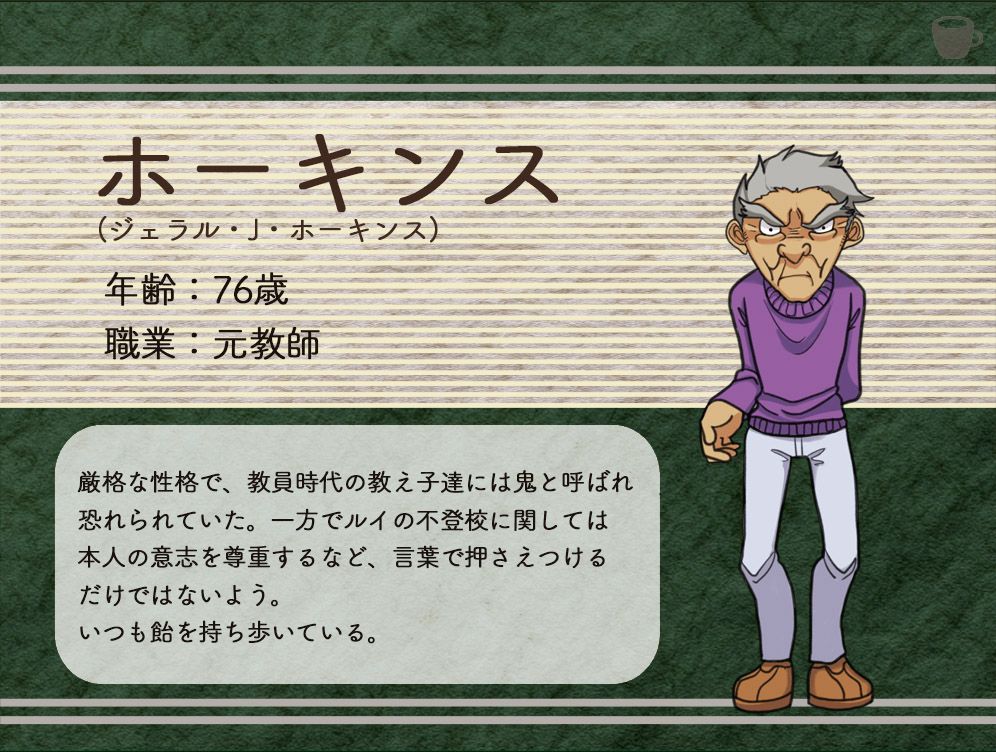 ホーキンス
(ジェラル・J・ホーキンス)
年齢：76歳
職業：元教師
厳格な性格で、教員時代の教え子達には鬼と呼ばれ
恐れられていた。一方でルイの不登校に関しては
本人の意志を尊重するなど、言葉で押さえつける
だけではないよう。
いつも飴を持ち歩いている。